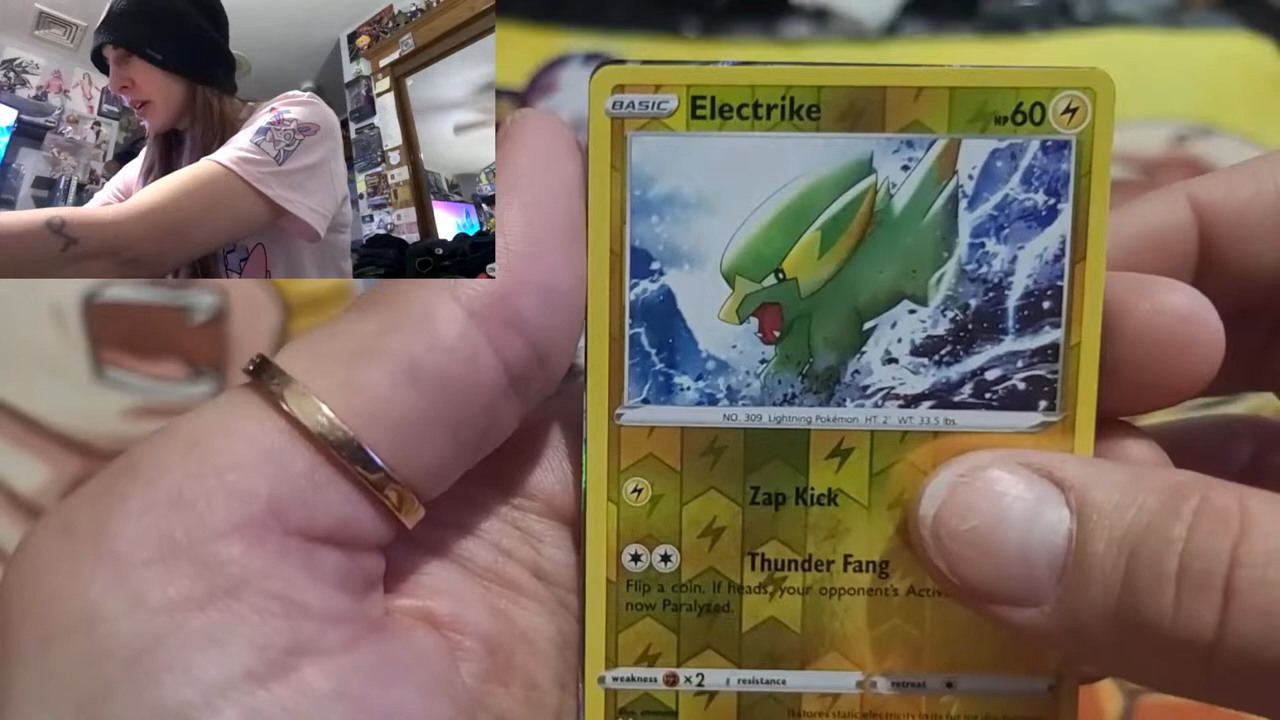 BASIC Electrike HP60
NO. 309 Lightning Pokémon HT. 2' WT. 33.5 lbs.
Zap Kick
Thunder Fang
Flip a coin. If heads, your opponent's
now Paralyzed.
weakness ×2 resistance retreat